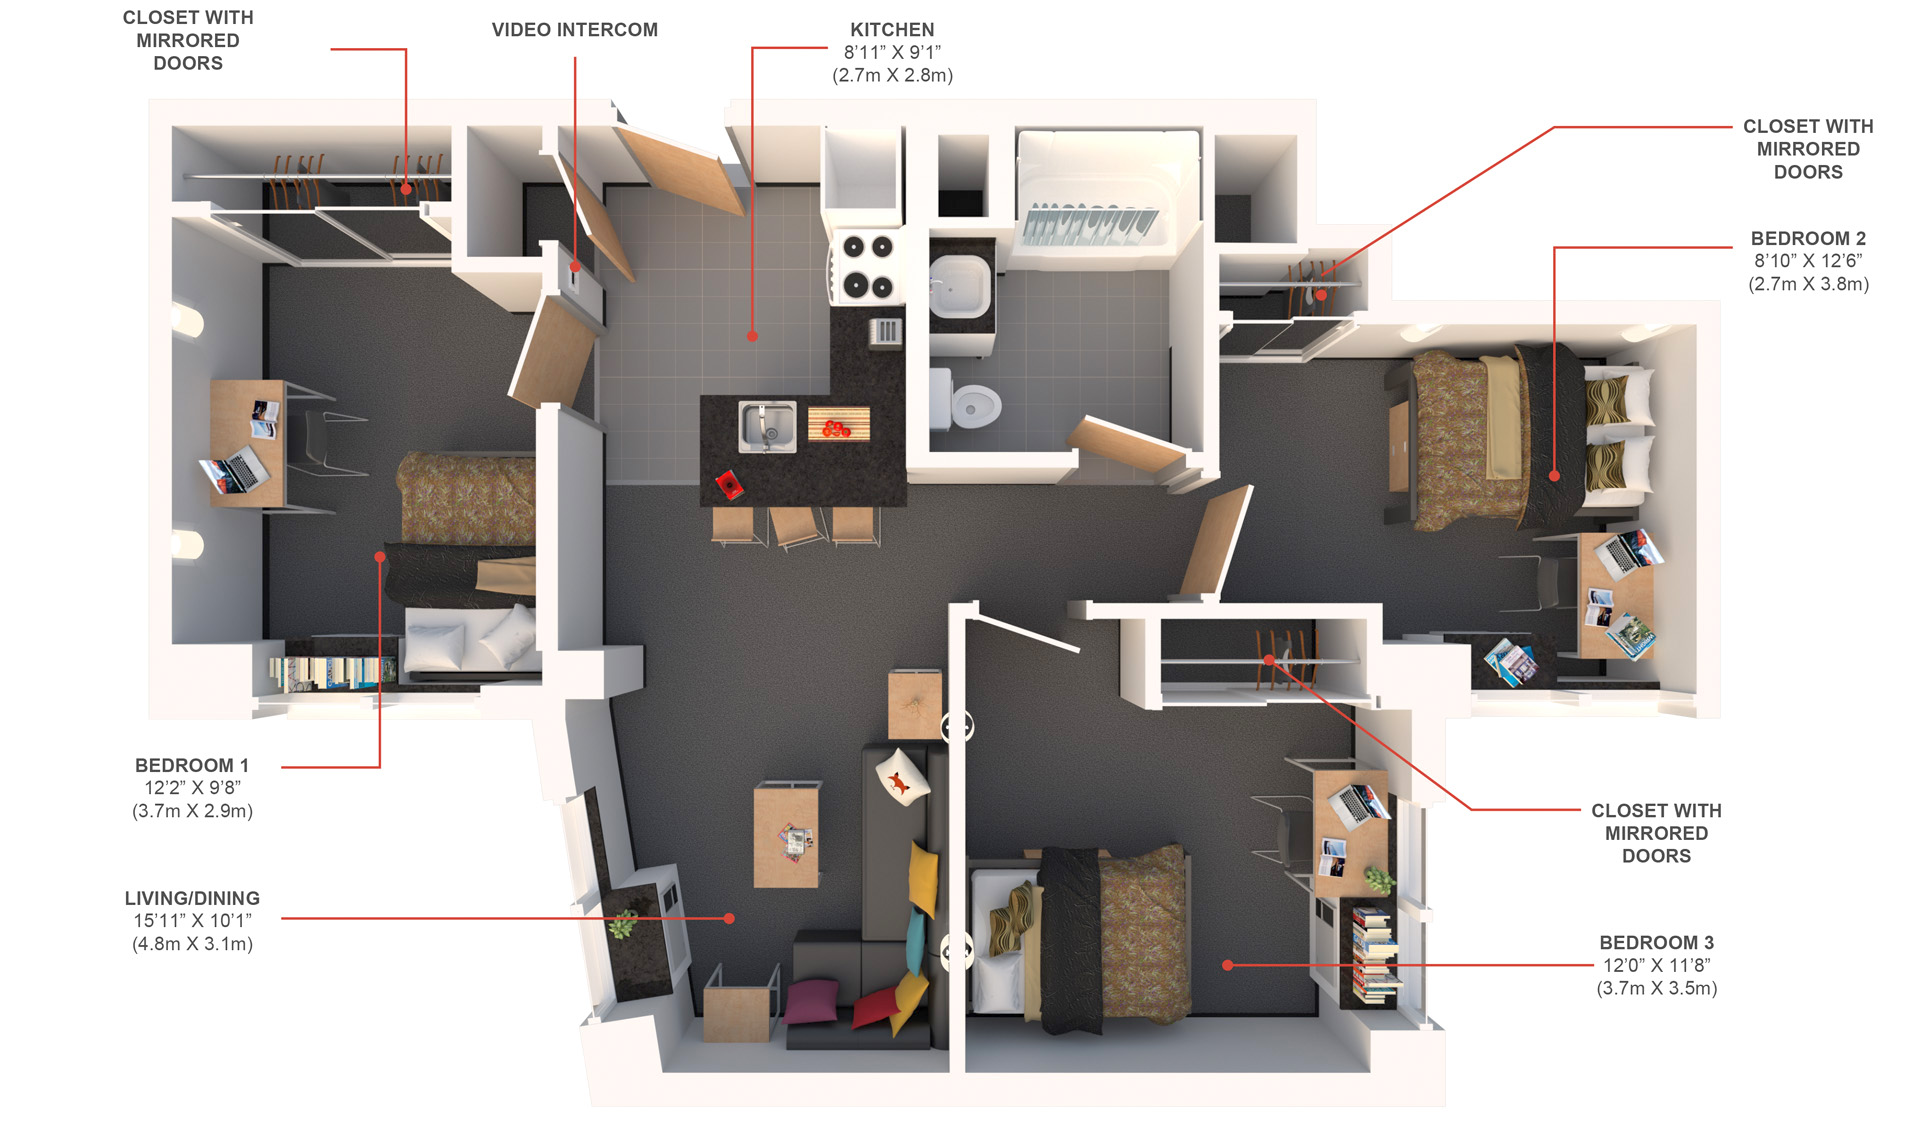 CLOSET WITH
MIRRORED
DOORS
VIDEO INTERCOM
KITCHEN
8’11” X 9’1”
(2.7m X 2.8m)
CLOSET WITH
MIRRORED
DOORS
BEDROOM 2
8’10” X 12’6”
(2.7m X 3.8m)
BEDROOM 1
12’2” X 9’8”
(3.7m X 2.9m)
LIVING/DINING
15’11” X 10’1”
(4.8m X 3.1m)
CLOSET WITH
MIRRORED
DOORS
BEDROOM 3
12’0” X 11’8”
(3.7m X 3.5m)